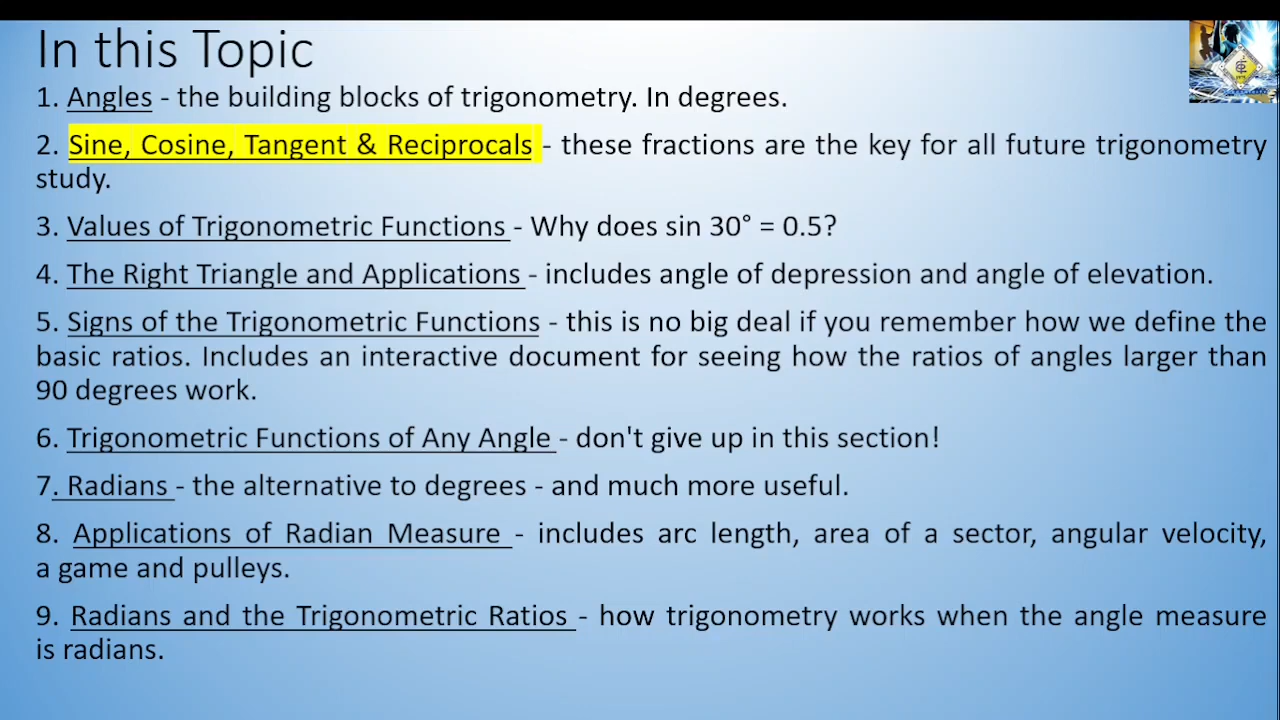 In this Topic
1. Angles - the building blocks of trigonometry. In degrees.
2. Sine, Cosine, Tangent & Reciprocals - these fractions are the key for all future trigonometry
study.
3. Values of Trigonometric Functions - Why does sin 30° = 0.5?
4. The Right Triangle and Applications - includes angle of depression and angle of elevation.
5. Signs of the Trigonometric Functions - this is no big deal if you remember how we define the
basic ratios. Includes an interactive document for seeing how the ratios of angles larger than
90 degrees work.
6. Trigonometric Functions of Any Angle - don't give up in this section!
7. Radians - the alternative to degrees - and much more useful.
8. Applications of Radian Measure - includes arc length, area of a sector, angular velocity,
a game and pulleys.
9. Radians and the Trigonometric Ratios - how trigonometry works when the angle measure
is radians.